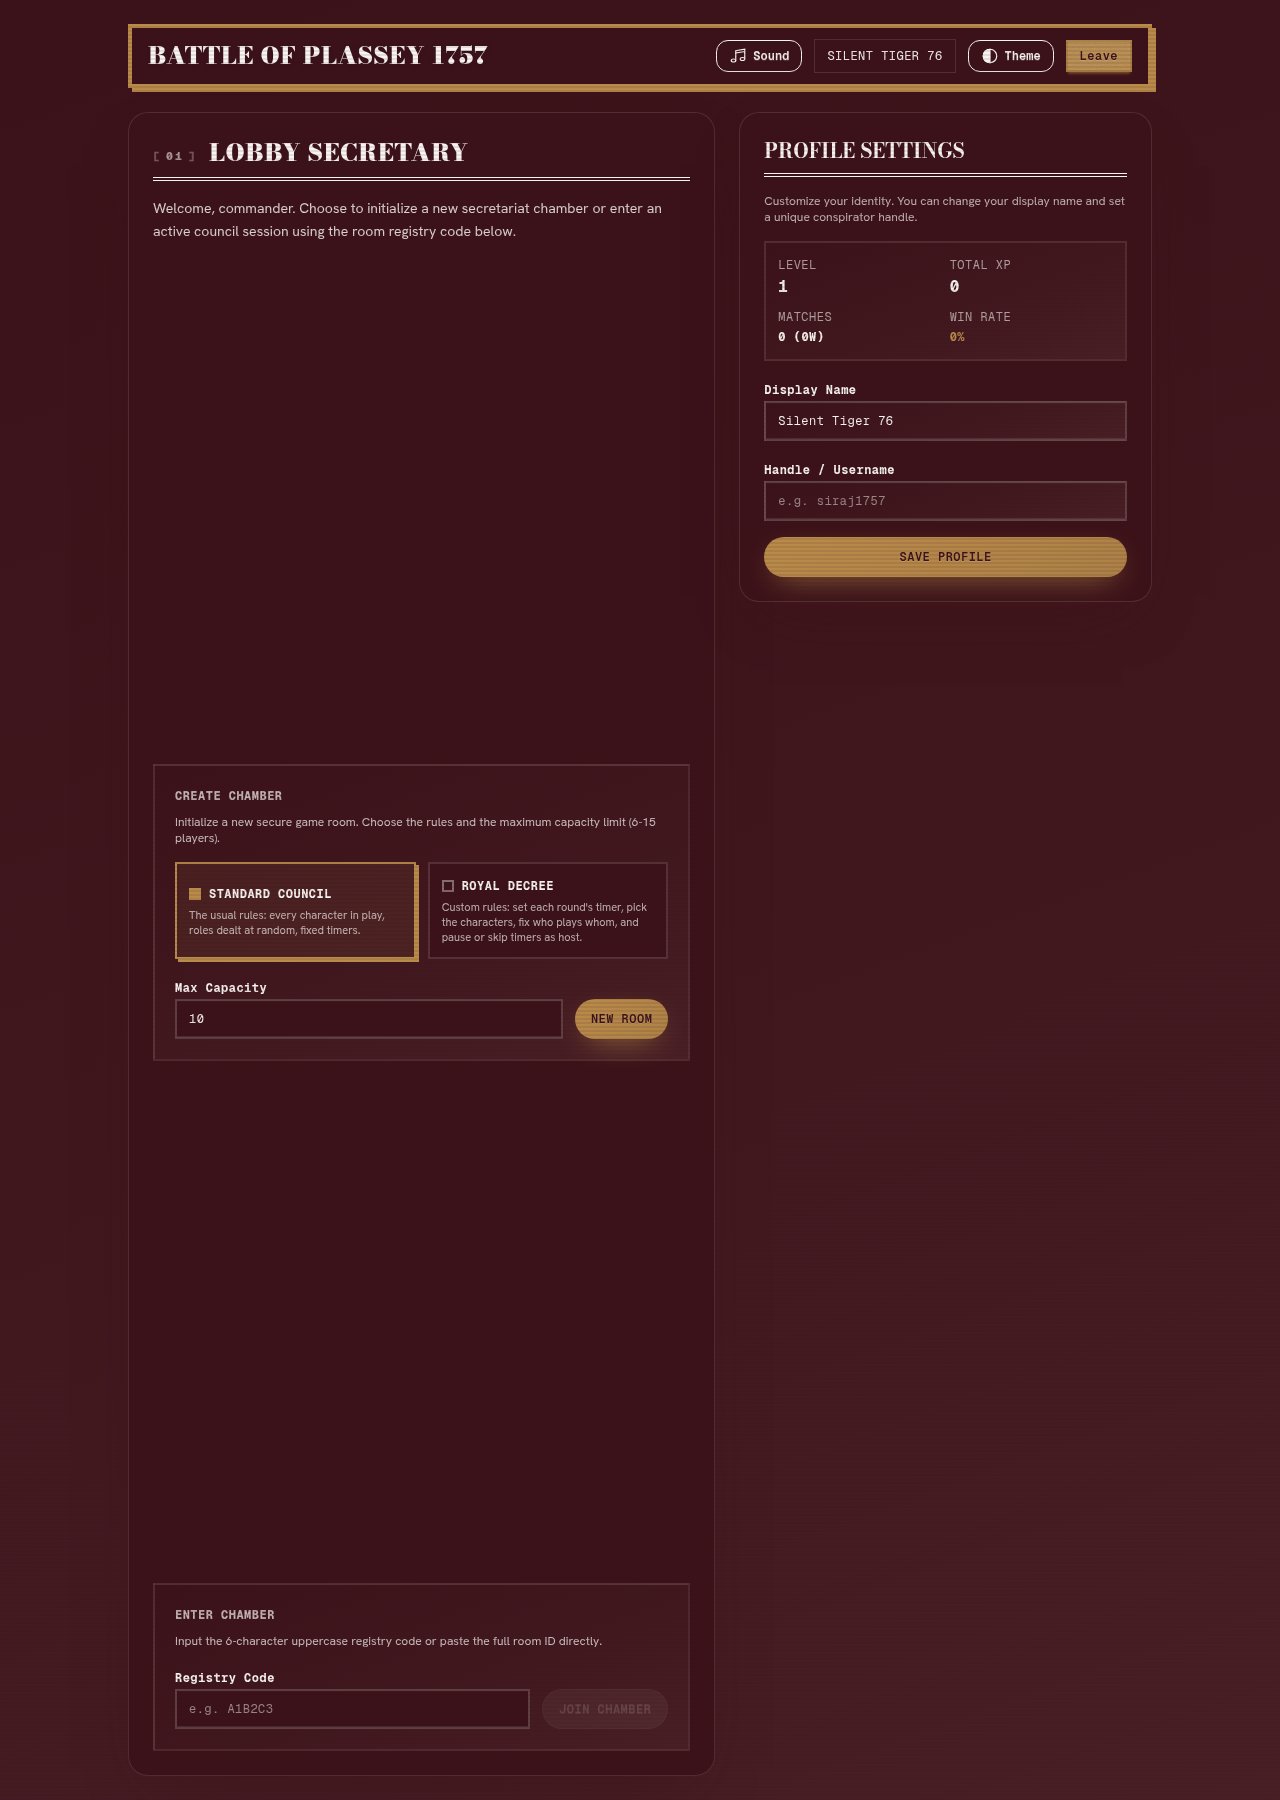 BATTLE OF PLASSEY 1757
Sound
SILENT TIGER 76
Theme
Leave
[ 01 ] LOBBY SECRETARY
Welcome, commander. Choose to initialize a new secretariat chamber or enter an
active council session using the room registry code below.
CREATE CHAMBER
Initialize a new secure game room. Choose the rules and the maximum capacity limit (6-15
players).
STANDARD COUNCIL
The usual rules: every character in play,
roles dealt at random, fixed timers.
ROYAL DECREE
Custom rules: set each round's timer, pick
the characters, fix who plays whom, and
pause or skip timers as host.
Max Capacity
10
NEW ROOM
ENTER CHAMBER
Input the 6-character uppercase registry code or paste the full room ID directly.
Registry Code
e.g. A1B2C3
JOIN CHAMBER
PROFILE SETTINGS
Customize your identity. You can change your display name and set
a unique conspirator handle.
LEVEL
1
TOTAL XP
0
MATCHES
0 (0W)
WIN RATE
0%
Display Name
Silent Tiger 76
Handle / Username
e.g. siraj1757
SAVE PROFILE